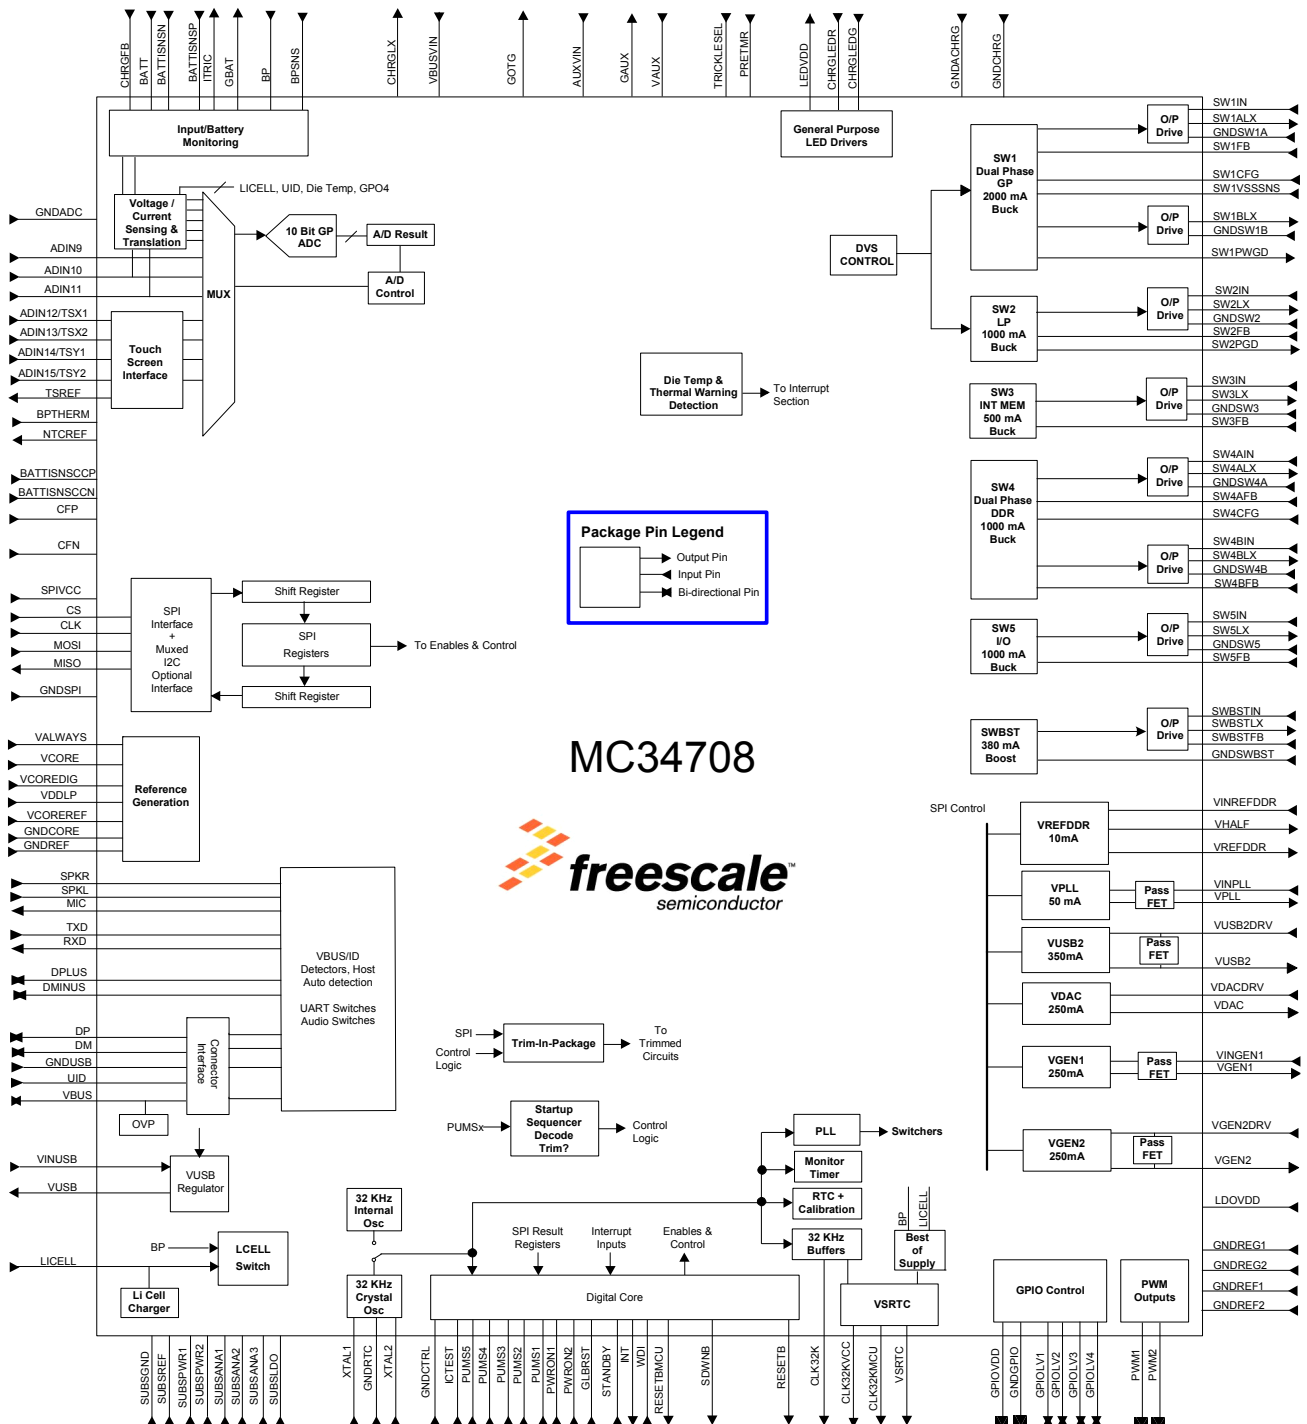 CHRGFB
BATT
BATTISNSN
BATTISNSP
ITRIC
GBAT
BP
BPSNS
CHRGLX
VBUSVIN
GOTG
AUXVIN
GAUX
VAUX
TRICKLESEL
PRETMR
LEDVDD
CHRGLEDR
CHRGLEDG
GNDACHRG
GNDCHRG
Input/Battery
Monitoring
General Purpose
LED Drivers
LICELL, UID, Die Temp, GPO4
Voltage /
Current
Sensing &
Translation
MUX
10 Bit GP
ADC
A/D Result
A/D
Control
Touch
Screen
Interface
GNDADC
ADIN9
ADIN10
ADIN11
ADIN12/TSX1
ADIN13/TSX2
ADIN14/TSY1
ADIN15/TSY2
TSREF
BPTHERM
NTCREF
BATTISNSCCP
BATTISNSCCN
CFP
CFN
SPIVCC
CS
CLK
MOSI
MISO
GNDSPI
SPI
Interface
+
Muxed
I2C
Optional
Interface
Shift Register
SPI
Registers
Shift Register
To Enables & Control
VALWAYS
VCORE
VCOREDIG
VDDLP
VCOREREF
GNDCORE
GNDREF
Reference
Generation
SPKR
SPKL
MIC
TXD
RXD
DPLUS
DMINUS
DP
DM
GNDUSB
UID
VBUS
VBUS/ID
Detectors, Host
Auto detection
UART Switches
Audio Switches
Connector
Interface
OVP
VINUSB
VUSB
VUSB
Regulator
LICELL
BP
LCELL
Switch
Li Cell
Charger
Die Temp &
Thermal Warning
Detection
To Interrupt
Section
Package Pin Legend
Output Pin
Input Pin
Bi-directional Pin
MC34708
freescale™
semiconductor
SPI
Control
Logic
Trim-In-Package
To
Trimmed
Circuits
PUMSx
Startup
Sequencer
Decode
Trim?
Control
Logic
PLL
Switchers
Monitor
Timer
RTC +
Calibration
32 KHz
Buffers
BP
LICELL
Best
of
Supply
VSRTC
32 KHz
Internal
Osc
32 KHz
Crystal
Osc
SPI Result
Registers
Interrupt
Inputs
Enables &
Control
Digital Core
DVS
CONTROL
SW1
Dual Phase
GP
2000 mA
Buck
O/P
Drive
O/P
Drive
SW1IN
SW1ALX
GNDSW1A
SW1FB
SW1CFG
SW1VSSSNS
SW1BLX
GNDSW1B
SW1PWGD
SW2
LP
1000 mA
Buck
O/P
Drive
SW2IN
SW2LX
GNDSW2
SW2FB
SW2PGD
SW3
INT MEM
500 mA
Buck
O/P
Drive
SW3IN
SW3LX
GNDSW3
SW3FB
SW4
Dual Phase
DDR
1000 mA
Buck
O/P
Drive
O/P
Drive
SW4AIN
SW4ALX
GNDSW4A
SW4AFB
SW4CFG
SW4BIN
SW4BLX
GNDSW4B
SW4BFB
SW5
I/O
1000 mA
Buck
O/P
Drive
SW5IN
SW5LX
GNDSW5
SW5FB
SWBST
380 mA
Boost
O/P
Drive
SWBSTIN
SWBSTLX
SWBSTFB
GNDSWBST
SPI Control
VREFDDR
10mA
VINREFDDR
VHALF
VREFDDR
VPLL
50 mA
Pass
FET
VINPLL
VPLL
VUSB2
350mA
Pass
FET
VUSB2DRV
VUSB2
VDAC
250mA
VDACDRV
VDAC
VGEN1
250mA
Pass
FET
VINGEN1
VGEN1
VGEN2
250mA
Pass
FET
VGEN2DRV
VGEN2
LDOVDD
GNDREG1
GNDREG2
GNDREF1
GNDREF2
GPIO Control
PWM
Outputs
SUBSGND
SUBSREF
SUBSPWR1
SUBSPWR2
SUBSANA1
SUBSANA2
SUBSANA3
SUBSLDO
XTAL1
GNDRTC
XTAL2
GNDCTRL
ICTEST
PUMS5
PUMS4
PUMS3
PUMS2
PUMS1
PWRON1
PWRON2
GLBRST
STANDBY
INT
WDI
RESETBMCU
SDWNB
RESETB
CLK32K
CLK32KVCC
CLK32KMCU
VSRTC
GPIOVDD
GNDGPIO
GPIOLV1
GPIOLV2
GPIOLV3
GPIOLV4
PWM1
PWM2